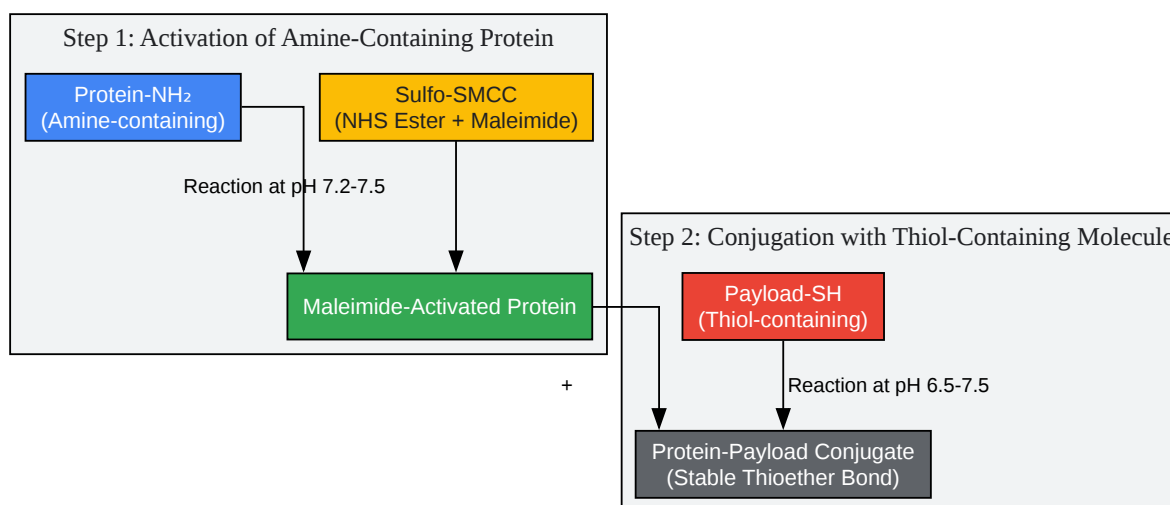 Step 1: Activation of Amine-Containing Protein
Protein-NH₂
(Amine-containing)
Sulfo-SMCC
(NHS Ester + Maleimide)
Reaction at pH 7.2-7.5
Maleimide-Activated Protein
Step 2: Conjugation with Thiol-Containing Molecule
Payload-SH
(Thiol-containing)
+
Reaction at pH 6.5-7.5
Protein-Payload Conjugate
(Stable Thioether Bond)